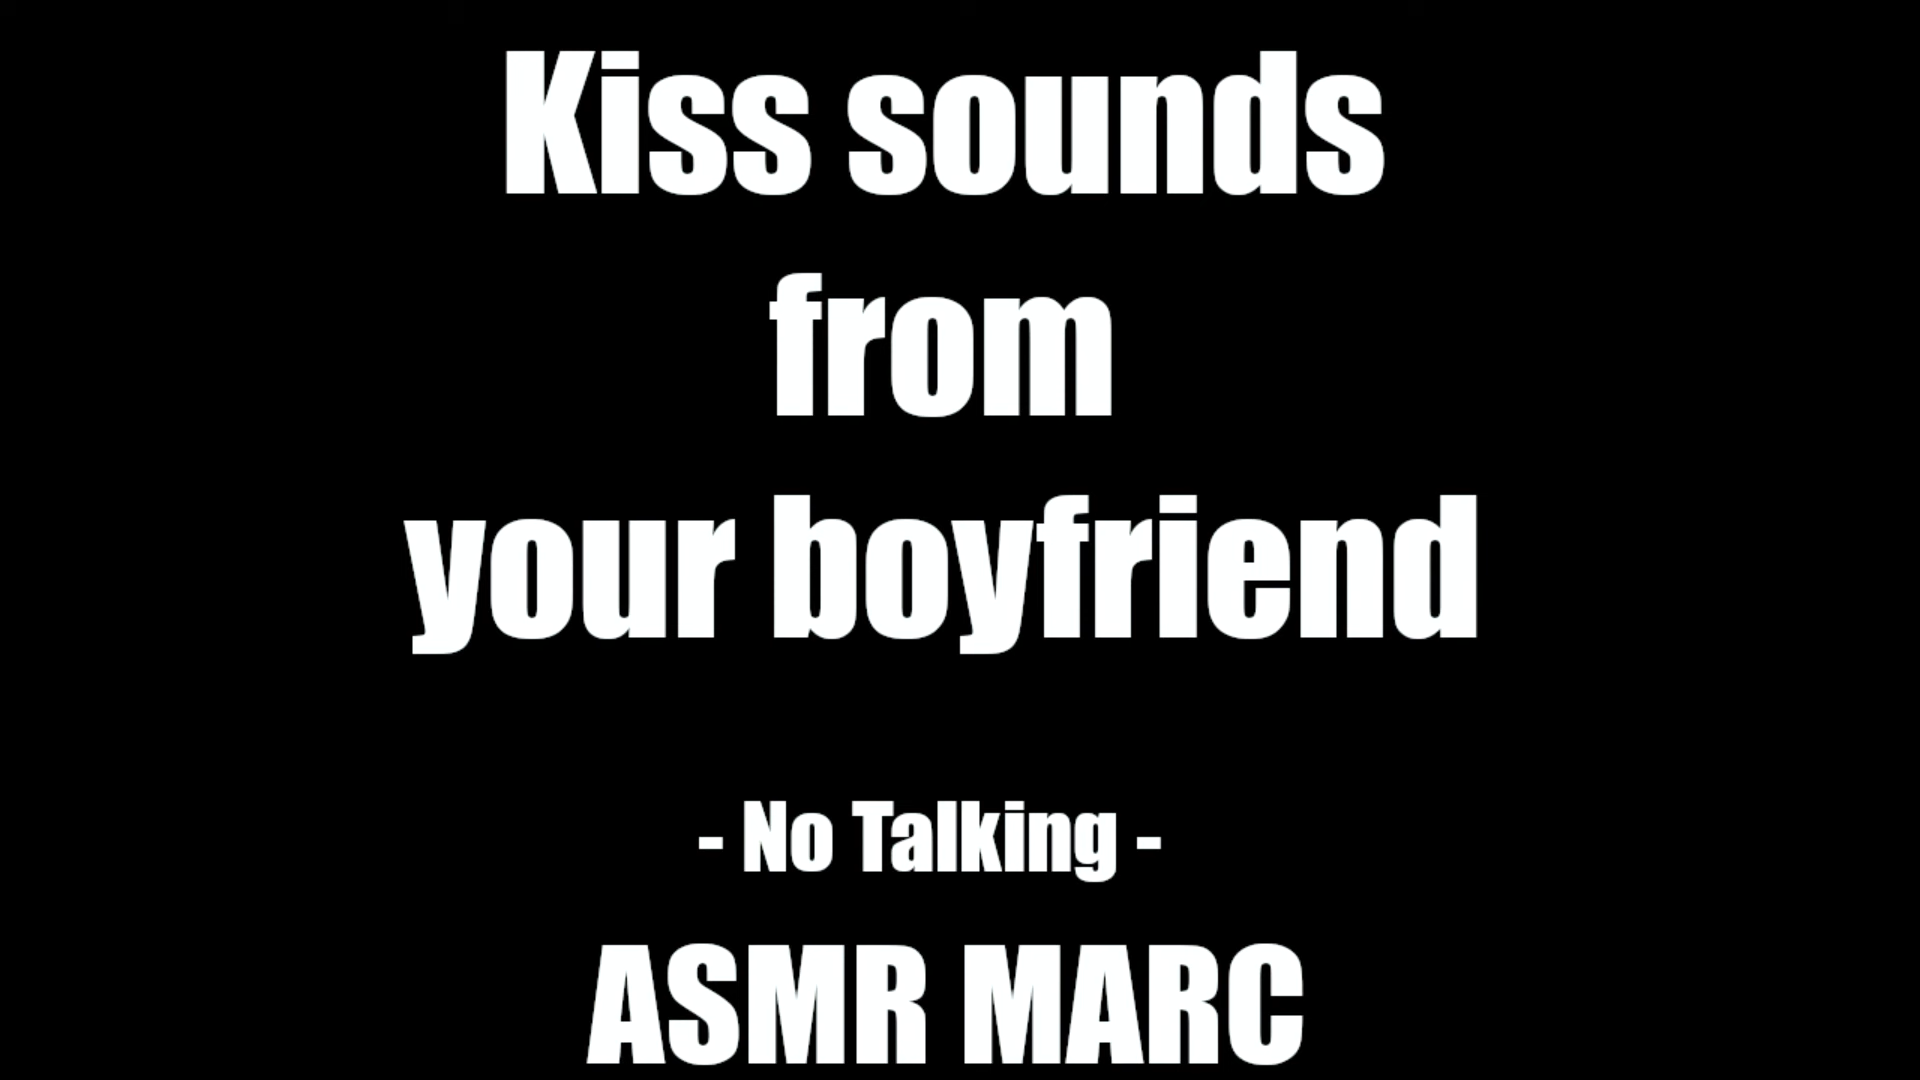 Kiss sounds
from
your boyfriend
- No Talking -
ASMR MARC